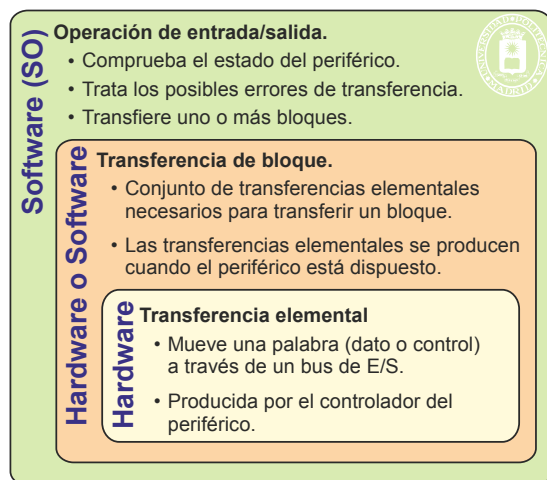 Software (SO)
Operación de entrada/salida.
• Comprueba el estado del periférico.
• Trata los posibles errores de transferencia.
• Transfiere uno o más bloques.
Hardware o Software
Transferencia de bloque.
• Conjunto de transferencias elementales
necesarios para transferir un bloque.
• Las transferencias elementales se producen
cuando el periférico está dispuesto.
Hardware
Transferencia elemental
• Mueve una palabra (dato o control)
a través de un bus de E/S.
• Producida por el controlador del
periférico.
UNIVERSIDAD POLITÉCNICA
MADRID